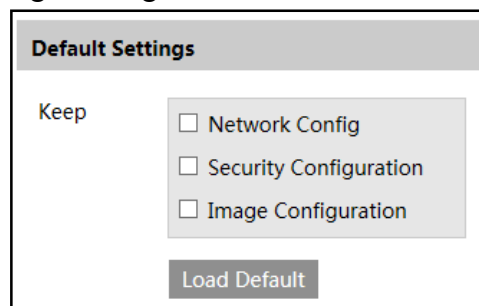 Default Settings
Keep
Network Config
Security Configuration
Image Configuration
Load Default